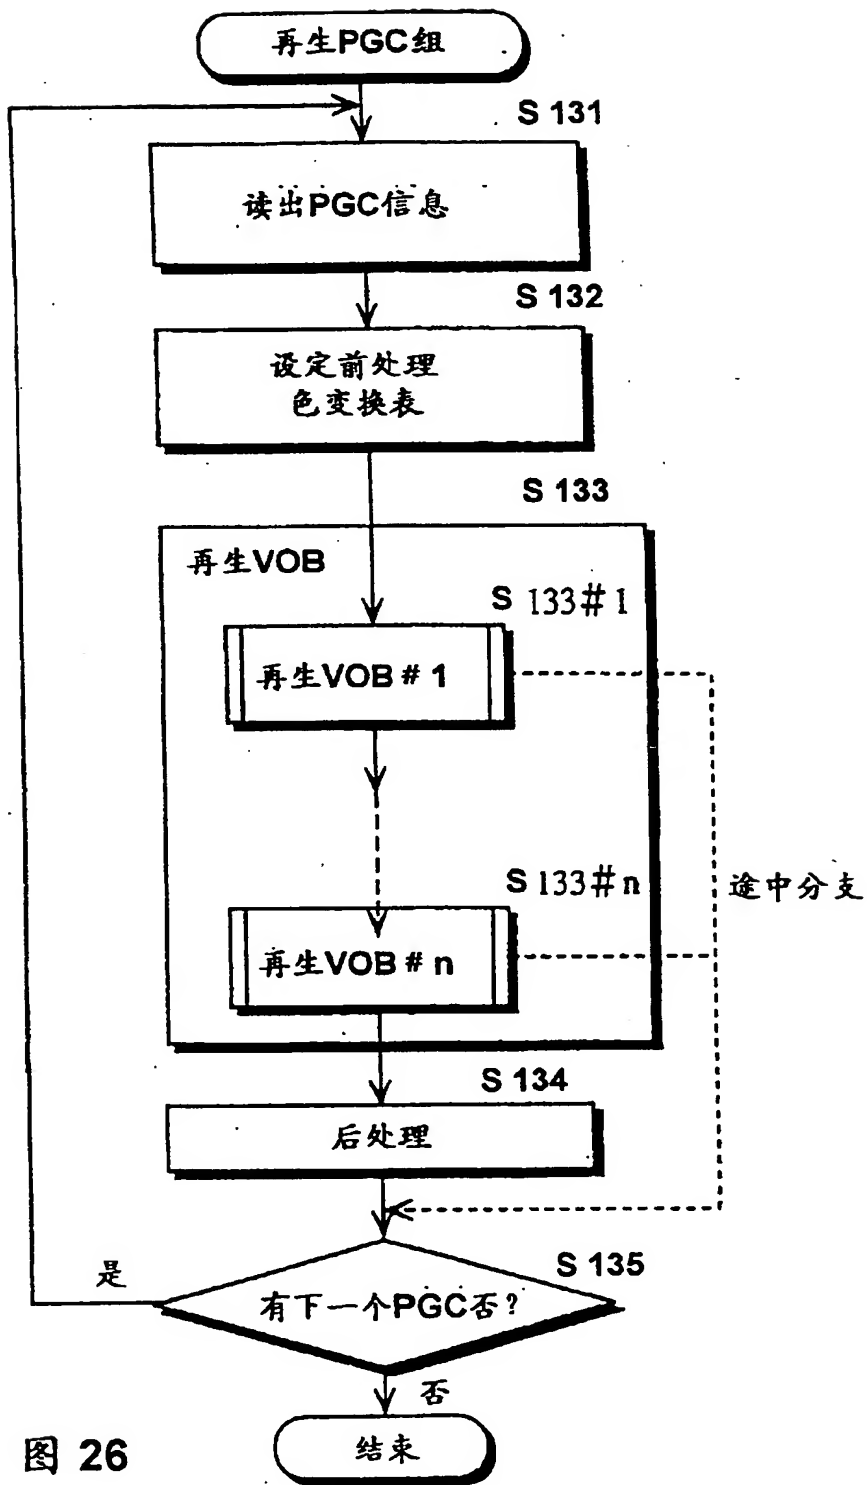 再生PGC组
S 131
读出PGC信息
S 132
设定前处理
色变换表
S 133
再生VOB
S 133#1
再生VOB # 1
S 133#n
途中分支
再生VOB # n
S 134
后处理
是
S 135
有下一个PGC否?
否
结束
图 26